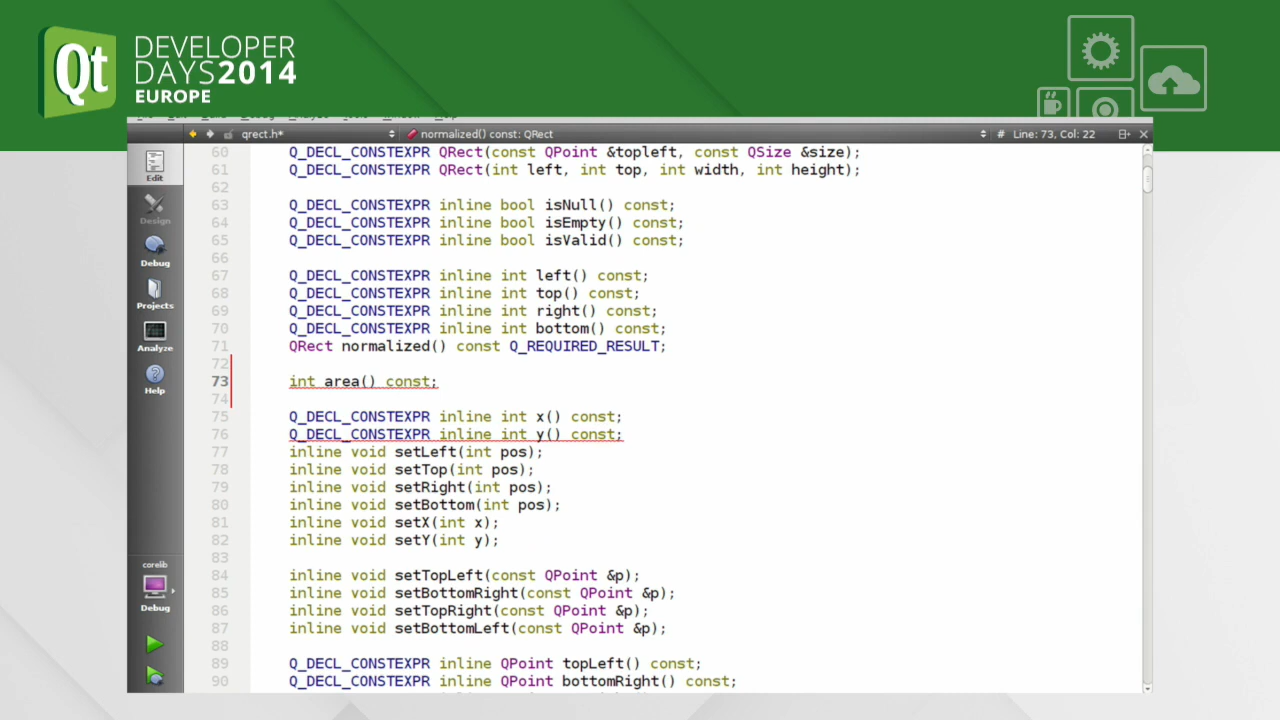 Qt
DEVELOPER
DAYS2014
EUROPE
qrect.h*
normalized() const: QRect
# Line: 73, Col: 22
Edit
Design
Debug
Projects
Analyze
Help
corelib
Debug
60 Q_DECL_CONSTEXPR QRect(const QPoint &topleft, const QSize &size);
61 Q_DECL_CONSTEXPR QRect(int left, int top, int width, int height);
62
63 Q_DECL_CONSTEXPR inline bool isNull() const;
64 Q_DECL_CONSTEXPR inline bool isEmpty() const;
65 Q_DECL_CONSTEXPR inline bool isValid() const;
66
67 Q_DECL_CONSTEXPR inline int left() const;
68 Q_DECL_CONSTEXPR inline int top() const;
69 Q_DECL_CONSTEXPR inline int right() const;
70 Q_DECL_CONSTEXPR inline int bottom() const;
71 QRect normalized() const Q_REQUIRED_RESULT;
72
73 int area() const;
74
75 Q_DECL_CONSTEXPR inline int x() const;
76 Q_DECL_CONSTEXPR inline int y() const;
77 inline void setLeft(int pos);
78 inline void setTop(int pos);
79 inline void setRight(int pos);
80 inline void setBottom(int pos);
81 inline void setX(int x);
82 inline void setY(int y);
83
84 inline void setTopLeft(const QPoint &p);
85 inline void setBottomRight(const QPoint &p);
86 inline void setTopRight(const QPoint &p);
87 inline void setBottomLeft(const QPoint &p);
88
89 Q_DECL_CONSTEXPR inline QPoint topLeft() const;
90 Q_DECL_CONSTEXPR inline QPoint bottomRight() const;